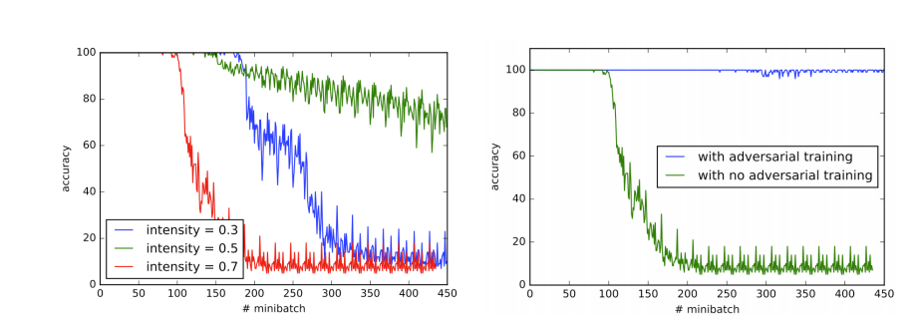 100
80
60
40
20
0
accuracy
intensity = 0.3
intensity = 0.5
intensity = 0.7
0 50 100 150 200 250 300 350 400 450
# minibatch
100
80
60
40
20
0
accuracy
with adversarial training
with no adversarial training
0 50 100 150 200 250 300 350 400 450
# minibatch